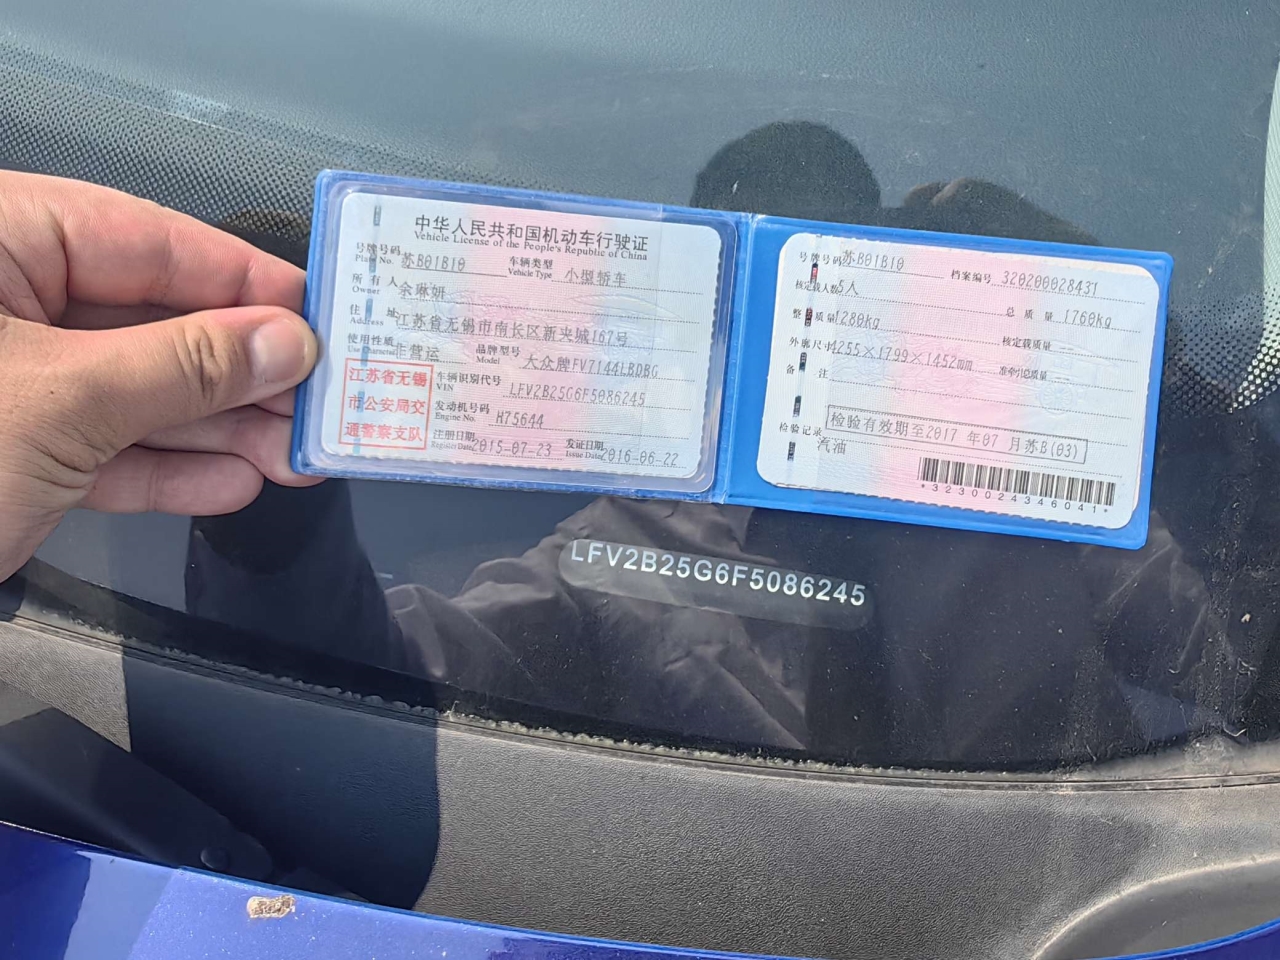 中华人民共和国机动车行驶证
Vehicle License of the People's Republic of China
号牌号码 苏B01B10 车辆类型 小型轿车
Plate No. Vehicle Type
所有人 余琳妍
Owner
住址 江苏省无锡市南长区新夹城167号
Address
使用性质 非营运 品牌型号 大众牌FV7144LBDBG
Use Character Model
江苏省无锡
市公安局交
通警察支队
车辆识别代号 LFV2B25G6F5086245
VIN
发动机号码 H75644
Engine No.
注册日期 2015-07-23 发证日期 2016-06-22
Register Date Issue Date
号牌号码 苏B01B10 档案编号 320200028431
核定载人数 5人 总质量 1760kg
整备质量 1280kg 核定载质量
外廓尺寸 4255×1799×1452mm 准牵引总质量
备注
检验有效期至2017年07月苏B(03)
检验记录 汽油
*3230024346041*
LFV2B25G6F5086245